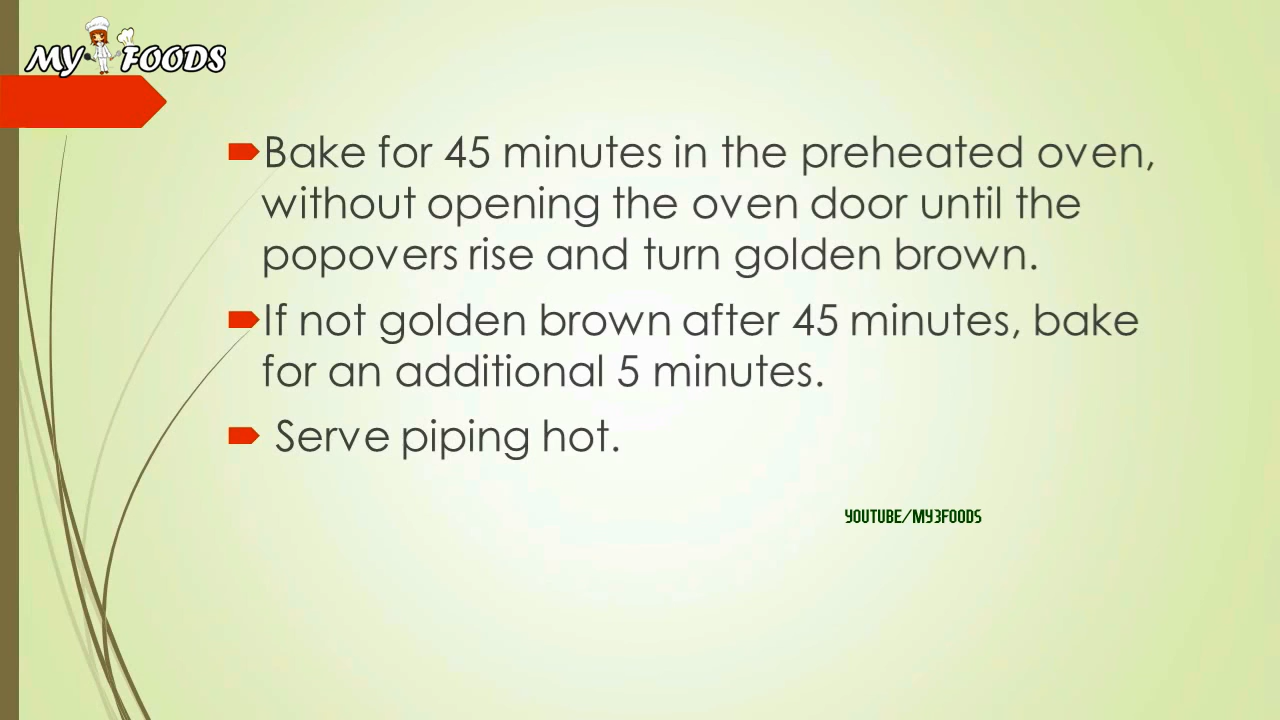 MY FOODS
Bake for 45 minutes in the preheated oven,
without opening the oven door until the
popovers rise and turn golden brown.
If not golden brown after 45 minutes, bake
for an additional 5 minutes.
Serve piping hot.
YOUTUBE/MY3FOODS